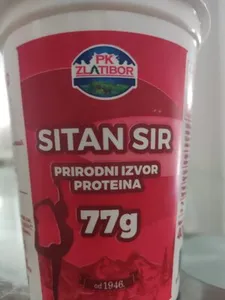 PK
ZLATIBOR
SITAN SIR
PRIRODNI IZVOR
PROTEINA
77g
od 1946.